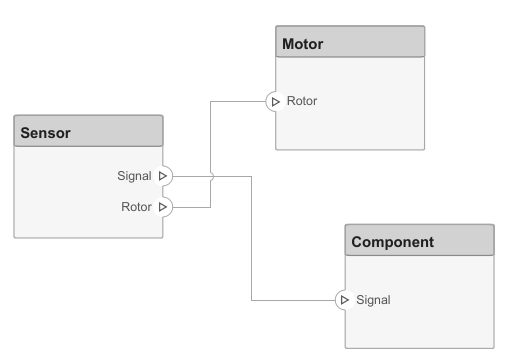 Motor
Rotor
Sensor
Signal
Rotor
Component
Signal